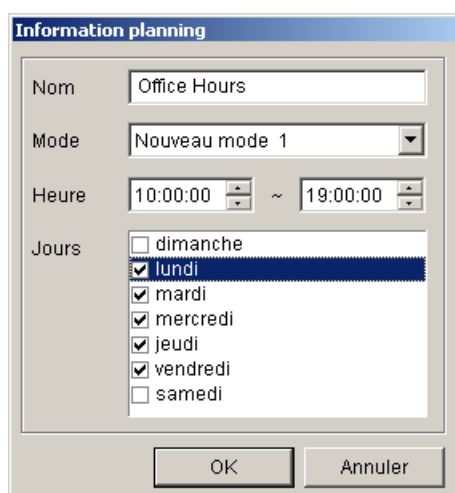 Information planning
Nom Office Hours
Mode Nouveau mode 1
Heure 10:00:00 ~ 19:00:00
Jours
dimanche
lundi
mardi
mercredi
jeudi
vendredi
samedi
OK Annuler